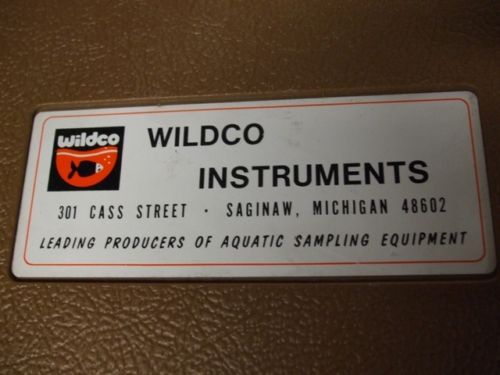 Wildco
WILDCO
INSTRUMENTS
301 CASS STREET · SAGINAW, MICHIGAN 48602
LEADING PRODUCERS OF AQUATIC SAMPLING EQUIPMENT